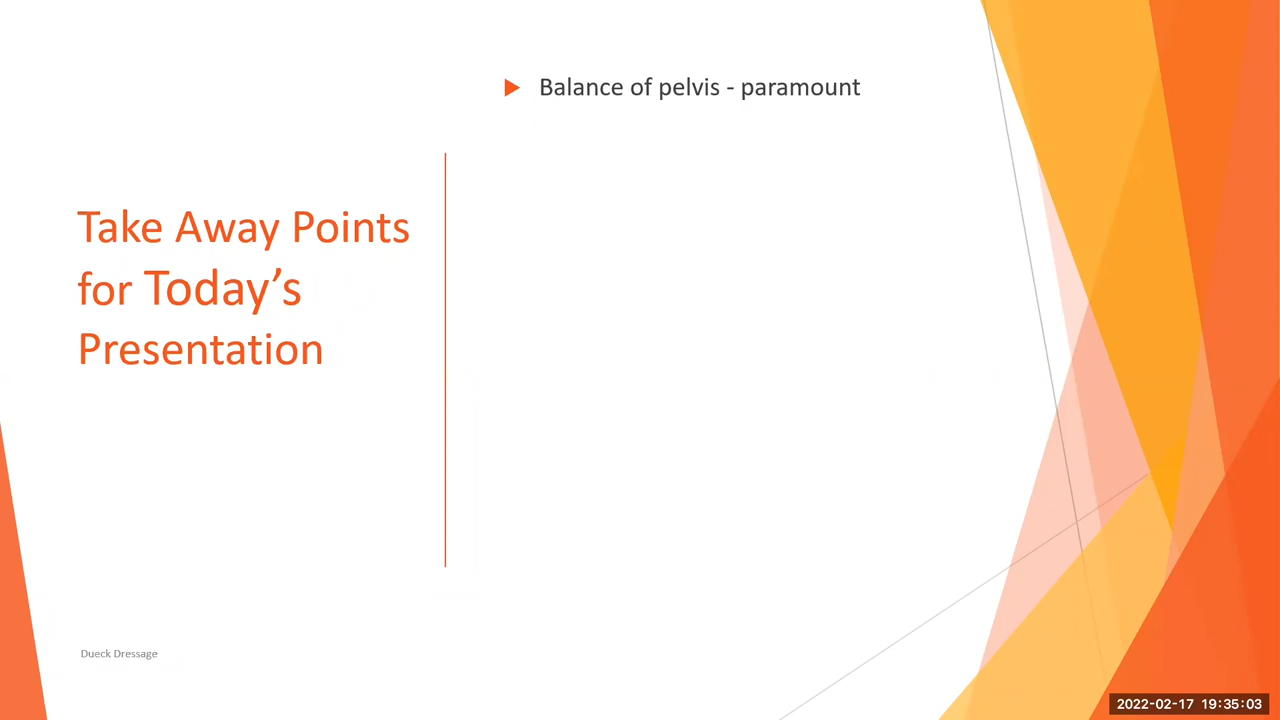 Take Away Points
for Today’s
Presentation
Balance of pelvis - paramount
Dueck Dressage
2022-02-17 19:35:03